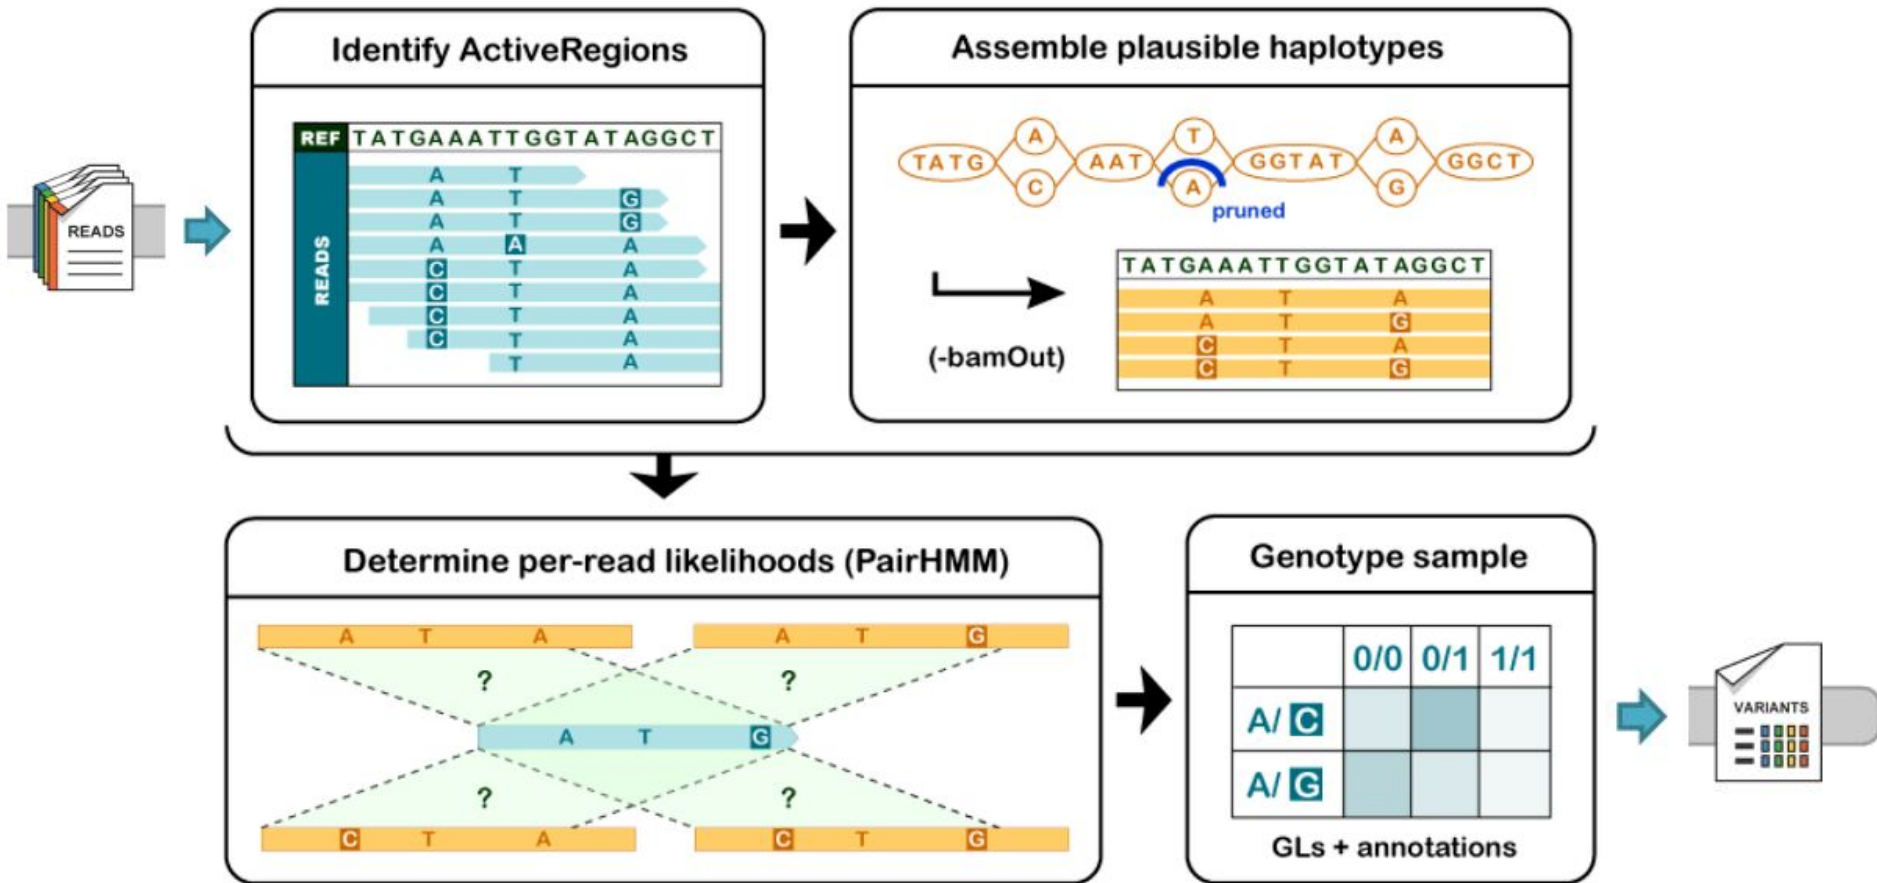 READS
Identify ActiveRegions
REF TATGAAATTGGTATAGGCT
READS
A T
A T G
A T G
A A A
C T A
C T A
C T A
C T A
T A
Assemble plausible haplotypes
TATG A C AAT T A GGTAT A G GGCT
pruned
(-bamOut)
TATGAAATTGGTATAGGCT
A T A
A T G
C T A
C T G
Determine per-read likelihoods (PairHMM)
A T A
A T G
? ?
A T G
? ?
C T A
C T G
Genotype sample
0/0 0/1 1/1
A/ C
A/ G
GLs + annotations
VARIANTS